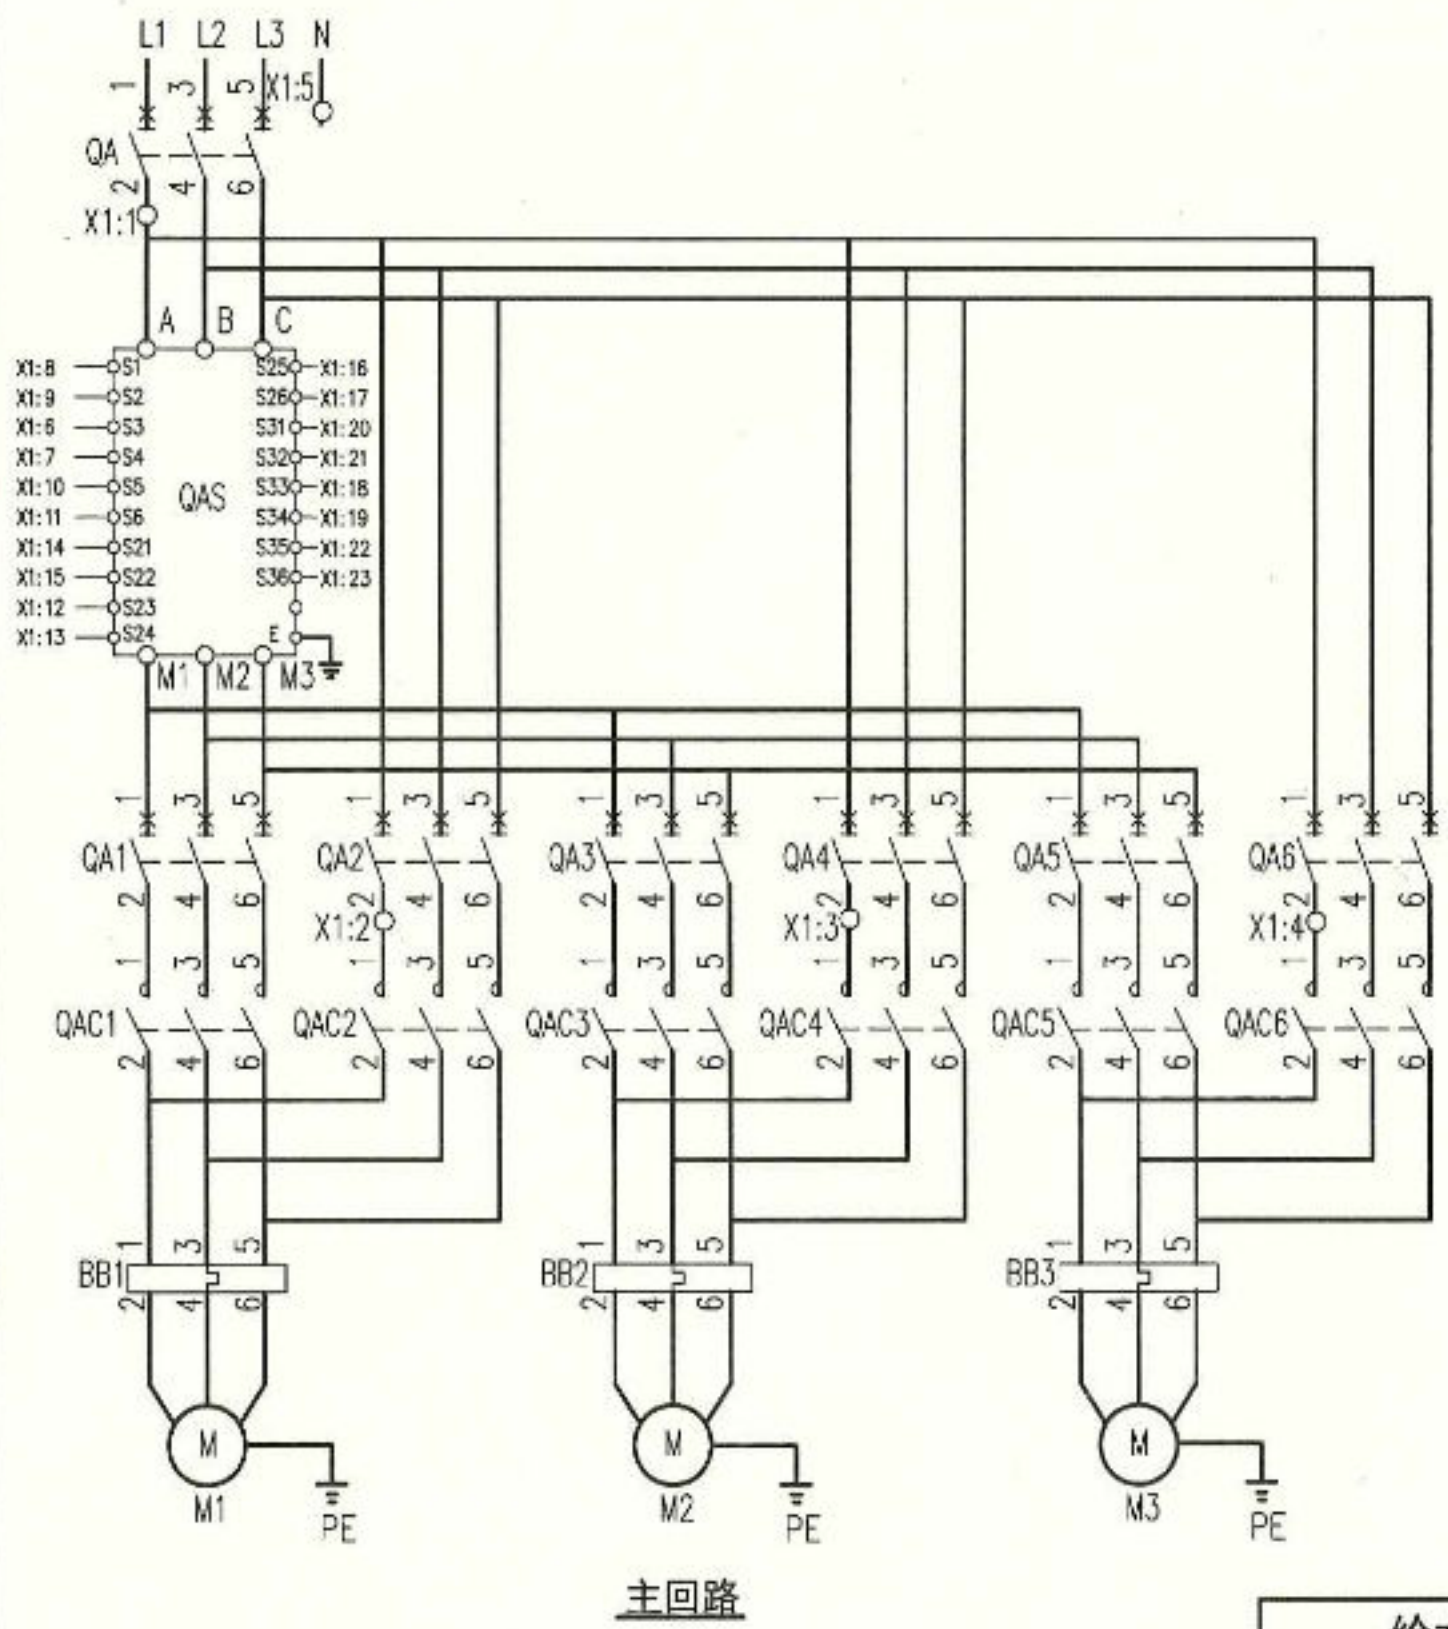 L1 L2 L3 N
1 3 5 X1:5
QA
2 4 6
X1:1
A B C
X1:8 S1 S25 X1:16
X1:9 S2 S26 X1:17
X1:6 S3 S31 X1:20
X1:7 S4 S32 X1:21
X1:10 S5 QAS S33 X1:18
X1:11 S6 S34 X1:19
X1:14 S21 S35 X1:22
X1:15 S22 S36 X1:23
X1:12 S23
X1:13 S24 E
M1 M2 M3
1 3 5 1 3 5 1 3 5 1 3 5 1 3 5 1 3 5
QA1 QA2 QA3 QA4 QA5 QA6
2 4 6 2 4 6 2 4 6 2 4 6 2 4 6 2 4 6
X1:2 X1:3 X1:4
1 3 5 1 3 5 1 3 5 1 3 5 1 3 5 1 3 5
QAC1 QAC2 QAC3 QAC4 QAC5 QAC6
2 4 6 2 4 6 2 4 6 2 4 6 2 4 6 2 4 6
1 3 5 1 3 5 1 3 5
BB1 BB2 BB3
2 4 6 2 4 6 2 4 6
M M M
M1 PE M2 PE M3 PE
主回路